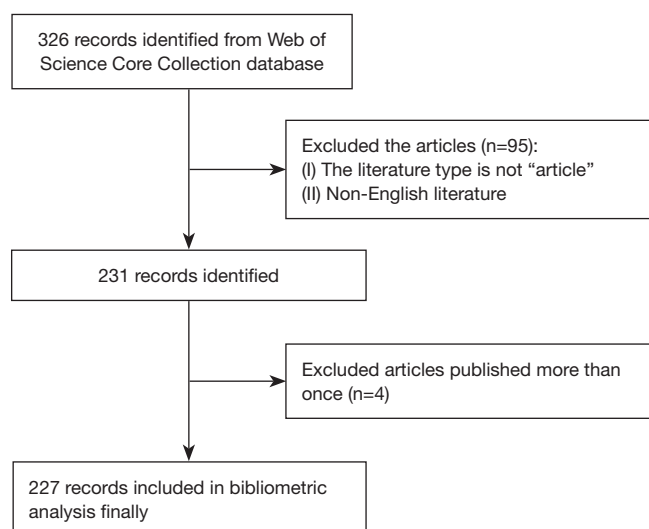 326 records identified from Web of
Science Core Collection database
Excluded the articles (n=95):
(I) The literature type is not “article”
(II) Non-English literature
231 records identified
Excluded articles published more than
once (n=4)
227 records included in bibliometric
analysis finally